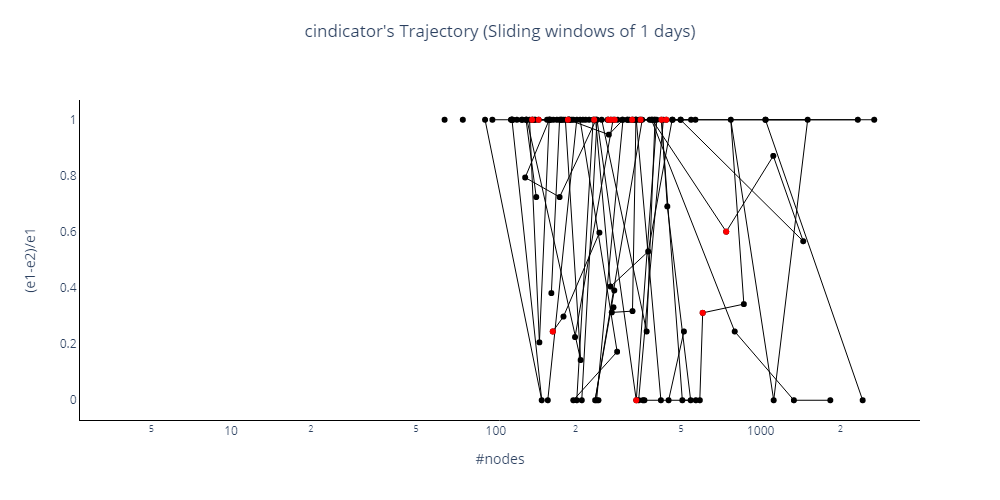 cindicator's Trajectory (Sliding windows of 1 days)
1
0.8
0.6
0.4
0.2
0
(e1-e2)/e1
5 10 2 5 100 2 5 1000 2
#nodes